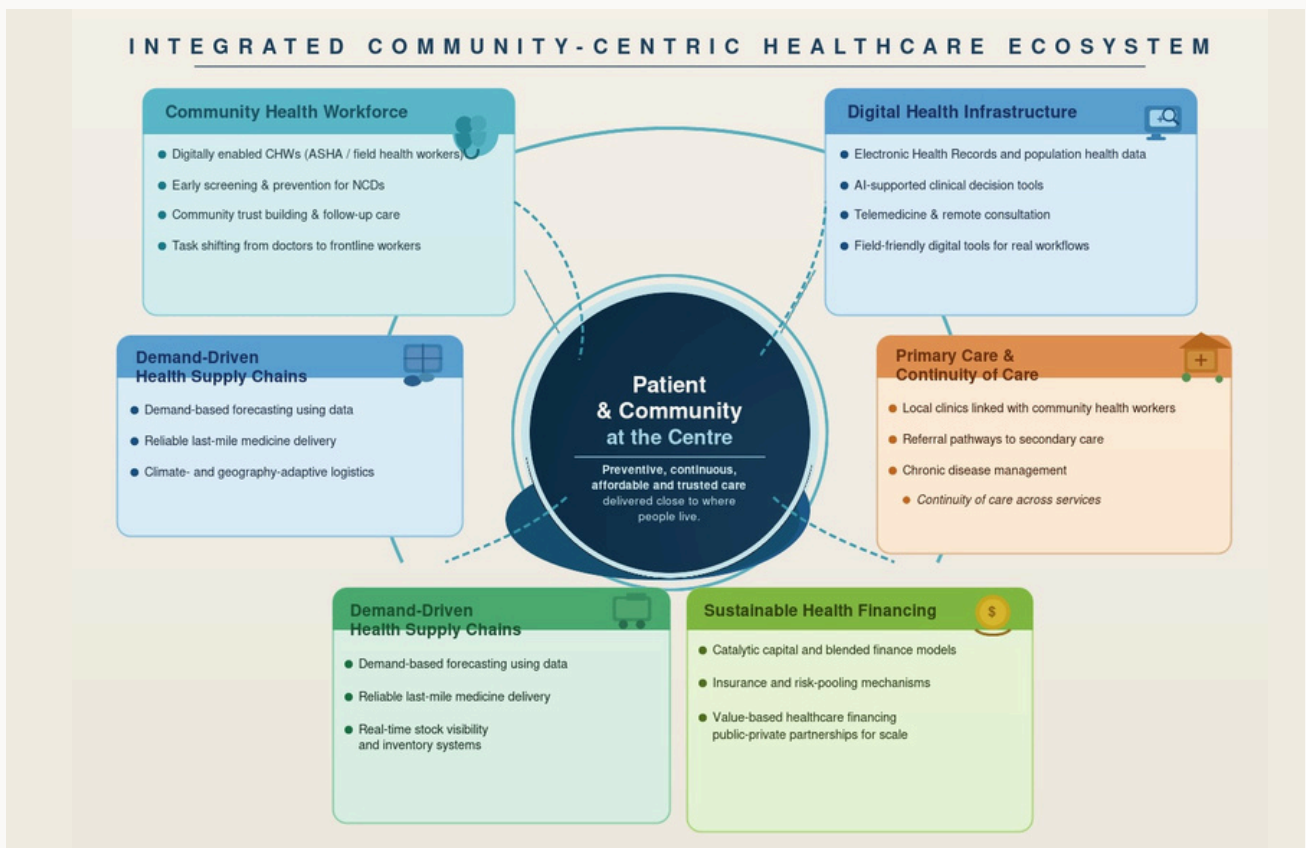 INTEGRATED COMMUNITY-CENTRIC HEALTHCARE ECOSYSTEM
Community Health Workforce
Digitally enabled CHWs (ASHA / field health workers)
Early screening & prevention for NCDs
Community trust building & follow-up care
Task shifting from doctors to frontline workers
Digital Health Infrastructure
Electronic Health Records and population health data
AI-supported clinical decision tools
Telemedicine & remote consultation
Field-friendly digital tools for real workflows
Demand-Driven
Health Supply Chains
Demand-based forecasting using data
Reliable last-mile medicine delivery
Climate- and geography-adaptive logistics
Patient
& Community
at the Centre
Preventive, continuous,
affordable and trusted care
delivered close to where
people live.
Primary Care &
Continuity of Care
Local clinics linked with community health workers
Referral pathways to secondary care
Chronic disease management
Continuity of care across services
Demand-Driven
Health Supply Chains
Demand-based forecasting using data
Reliable last-mile medicine delivery
Real-time stock visibility
and inventory systems
Sustainable Health Financing
$
Catalytic capital and blended finance models
Insurance and risk-pooling mechanisms
Value-based healthcare financing
public-private partnerships for scale